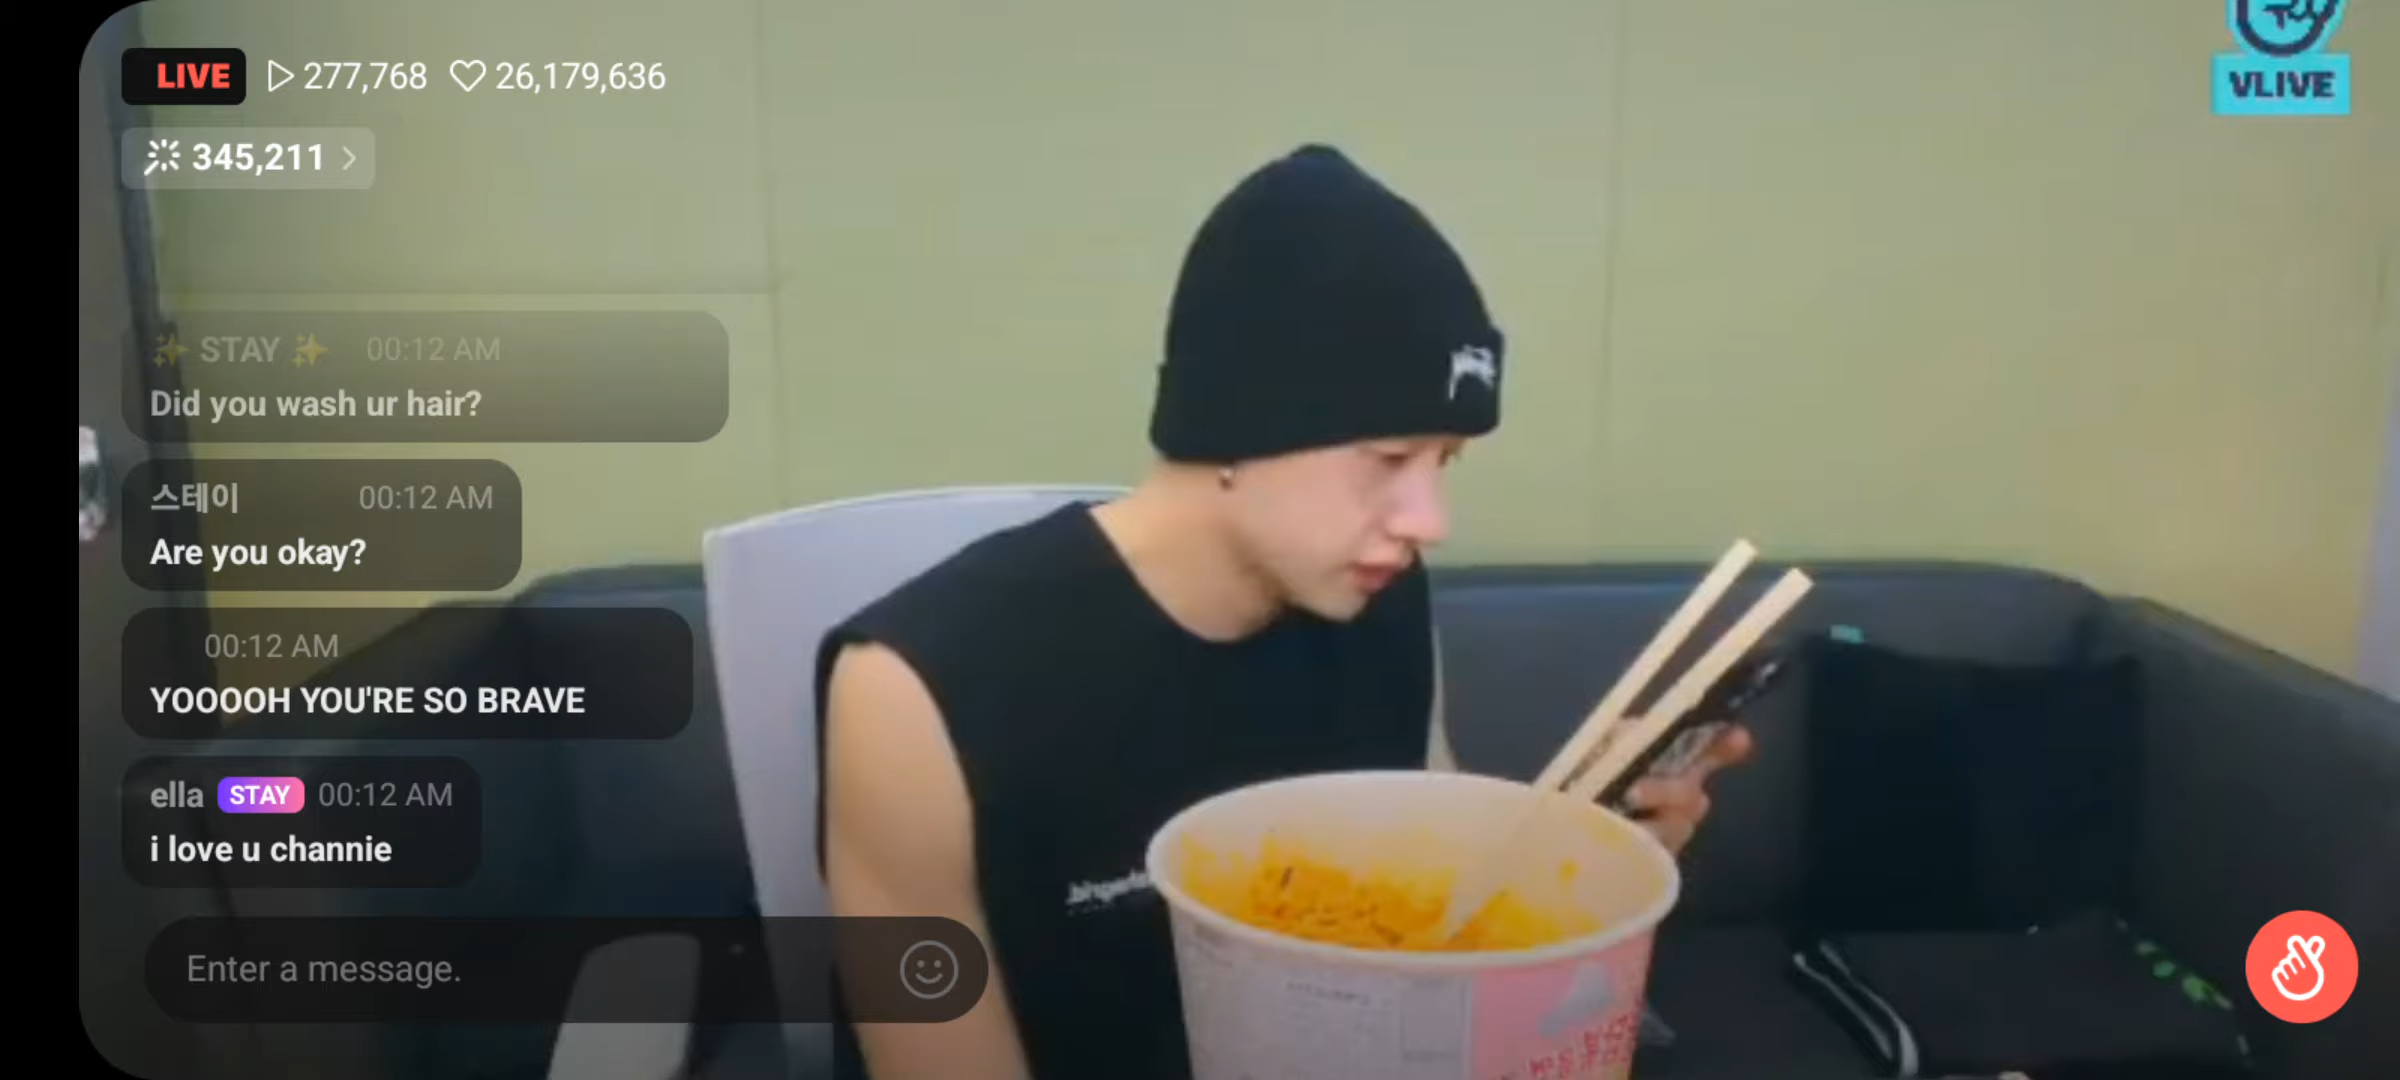 LIVE 277,768 26,179,636
345,211
VLIVE
✨ STAY ✨ 00:12 AM
Did you wash ur hair?
스테이 00:12 AM
Are you okay?
00:12 AM
YOOOOH YOU'RE SO BRAVE
ella STAY 00:12 AM
i love u channie
Enter a message.